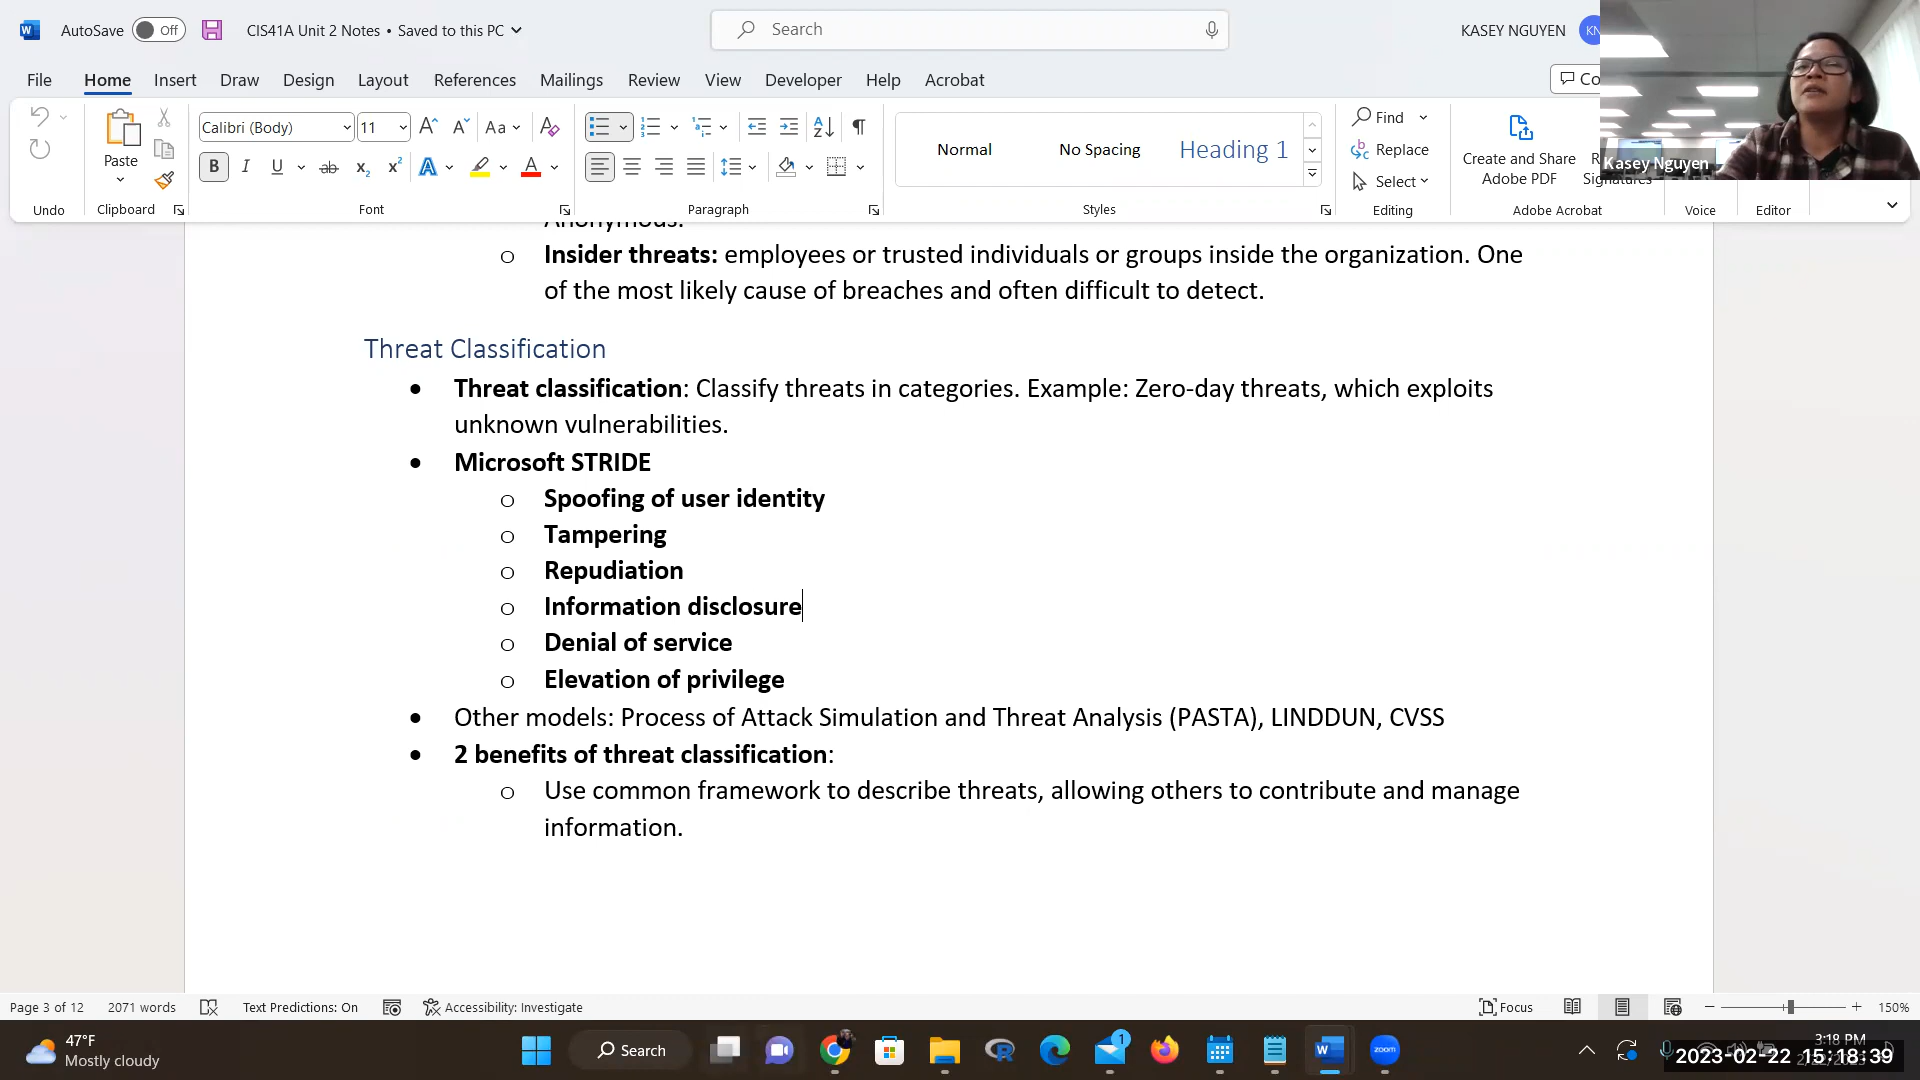 AutoSave Off CIS41A Unit 2 Notes • Saved to this PC Search KASEY NGUYEN KN
File Home Insert Draw Design Layout References Mailings Review View Developer Help Acrobat Co
Calibri (Body) 11 Find
Paste Normal No Spacing Heading 1 Replace Create and Share
Adobe PDF
Select
Kasey Nguyen
Undo Clipboard Font Paragraph Styles Editing Adobe Acrobat Voice Editor
Anonymous.
o Insider threats: employees or trusted individuals or groups inside the organization. One
of the most likely cause of breaches and often difficult to detect.
Threat Classification
• Threat classification: Classify threats in categories. Example: Zero-day threats, which exploits
unknown vulnerabilities.
• Microsoft STRIDE
o Spoofing of user identity
o Tampering
o Repudiation
o Information disclosure
o Denial of service
o Elevation of privilege
• Other models: Process of Attack Simulation and Threat Analysis (PASTA), LINDDUN, CVSS
• 2 benefits of threat classification:
o Use common framework to describe threats, allowing others to contribute and manage
information.
Page 3 of 12 2071 words Text Predictions: On Accessibility: Investigate Focus 150%
47°F
Mostly cloudy
Search
1
zoom
3:18 PM
2023-02-22 15:18:39